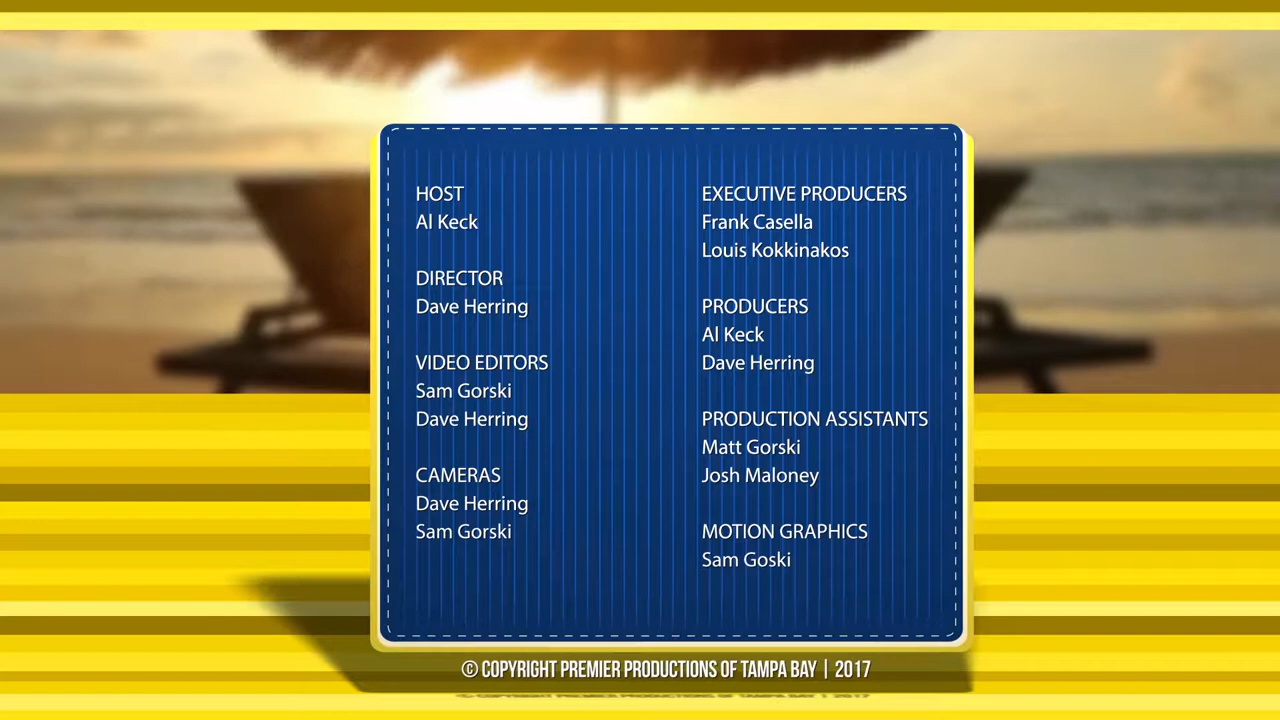 HOST
Al Keck
DIRECTOR
Dave Herring
VIDEO EDITORS
Sam Gorski
Dave Herring
CAMERAS
Dave Herring
Sam Gorski
EXECUTIVE PRODUCERS
Frank Casella
Louis Kokkinakos
PRODUCERS
Al Keck
Dave Herring
PRODUCTION ASSISTANTS
Matt Gorski
Josh Maloney
MOTION GRAPHICS
Sam Goski
© COPYRIGHT PREMIER PRODUCTIONS OF TAMPA BAY | 2017